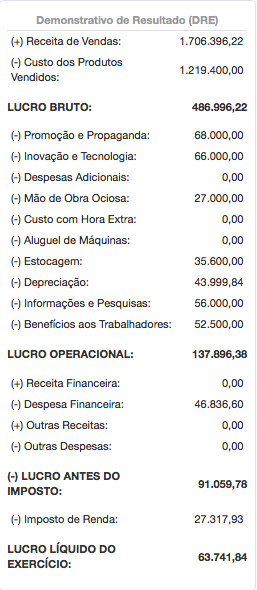 Demonstrativo de Resultado (DRE)
(+) Receita de Vendas: 1.706.396,22
(-) Custo dos Produtos
Vendidos: 1.219.400,00
LUCRO BRUTO: 486.996,22
(-) Promoção e Propaganda: 68.000,00
(-) Inovação e Tecnologia: 66.000,00
(-) Despesas Adicionais: 0,00
(-) Mão de Obra Ociosa: 27.000,00
(-) Custo com Hora Extra: 0,00
(-) Aluguel de Máquinas: 0,00
(-) Estocagem: 35.600,00
(-) Depreciação: 43.999,84
(-) Informações e Pesquisas: 56.000,00
(-) Benefícios aos Trabalhadores: 52.500,00
LUCRO OPERACIONAL: 137.896,38
(+) Receita Financeira: 0,00
(-) Despesa Financeira: 46.836,60
(+) Outras Receitas: 0,00
(-) Outras Despesas: 0,00
(-) LUCRO ANTES DO
IMPOSTO: 91.059,78
(-) Imposto de Renda: 27.317,93
LUCRO LÍQUIDO DO
EXERCÍCIO: 63.741,84